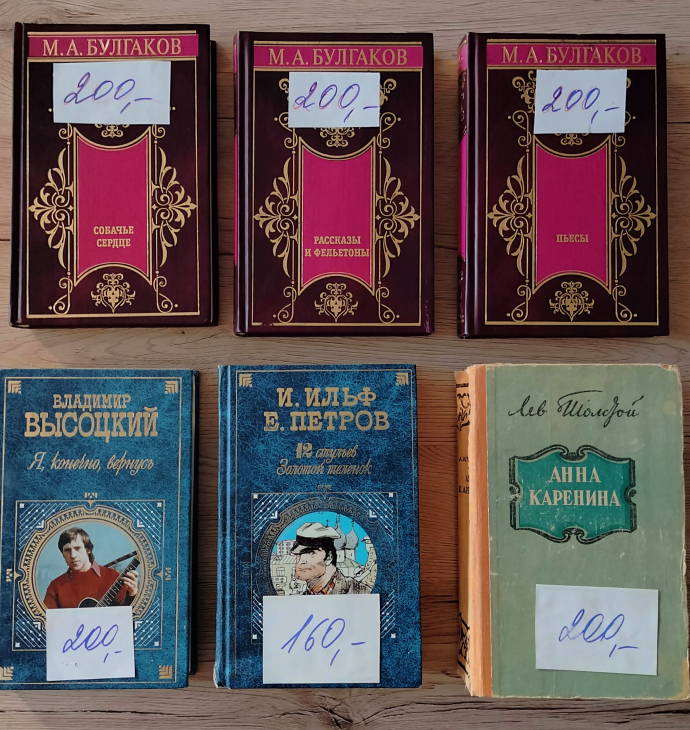 М. А. БУЛГАКОВ
200,-
СОБАЧЬЕ
СЕРДЦЕ
М. А. БУЛГАКОВ
200,-
РАССКАЗЫ
И ФЕЛЬЕТОНЫ
М. А. БУЛГАКОВ
200,-
ПЬЕСЫ
ВЛАДИМИР
ВЫСОЦКИЙ
Я, конечно, вернусь
200,-
И. ИЛЬФ
Е. ПЕТРОВ
12 стульев
Золотой теленок
160,-
Лев Толстой
АННА
КАРЕНИНА
200,-